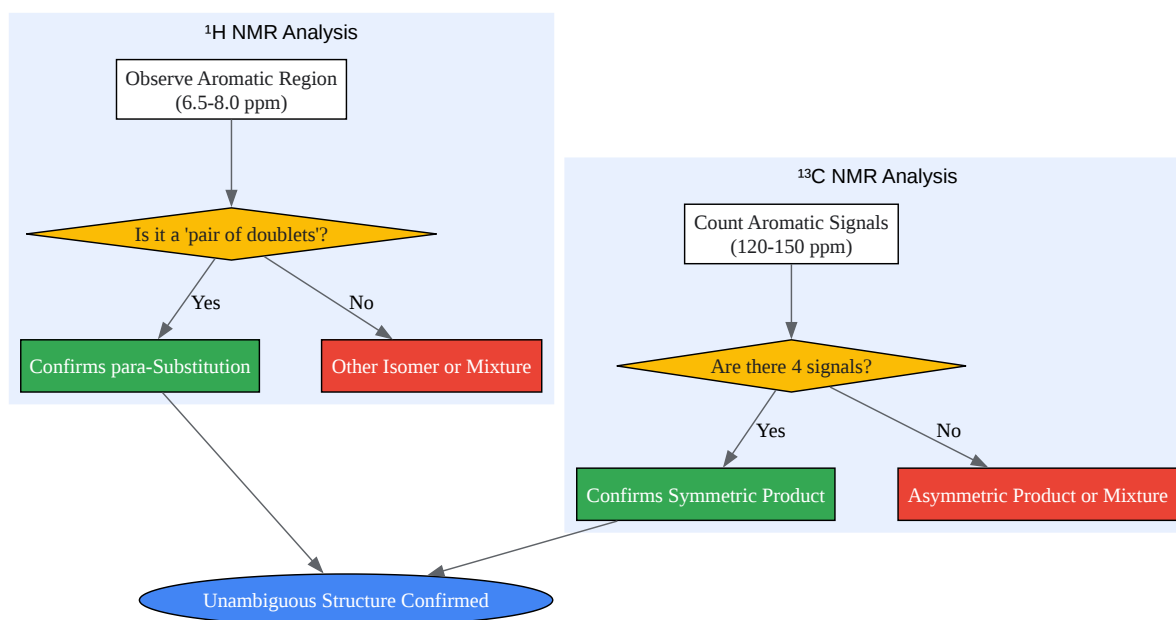 ¹H NMR Analysis
Observe Aromatic Region
(6.5-8.0 ppm)
Is it a 'pair of doublets'?
Yes
No
Confirms para-Substitution
Other Isomer or Mixture
¹³C NMR Analysis
Count Aromatic Signals
(120-150 ppm)
Are there 4 signals?
Yes
No
Confirms Symmetric Product
Asymmetric Product or Mixture
Unambiguous Structure Confirmed